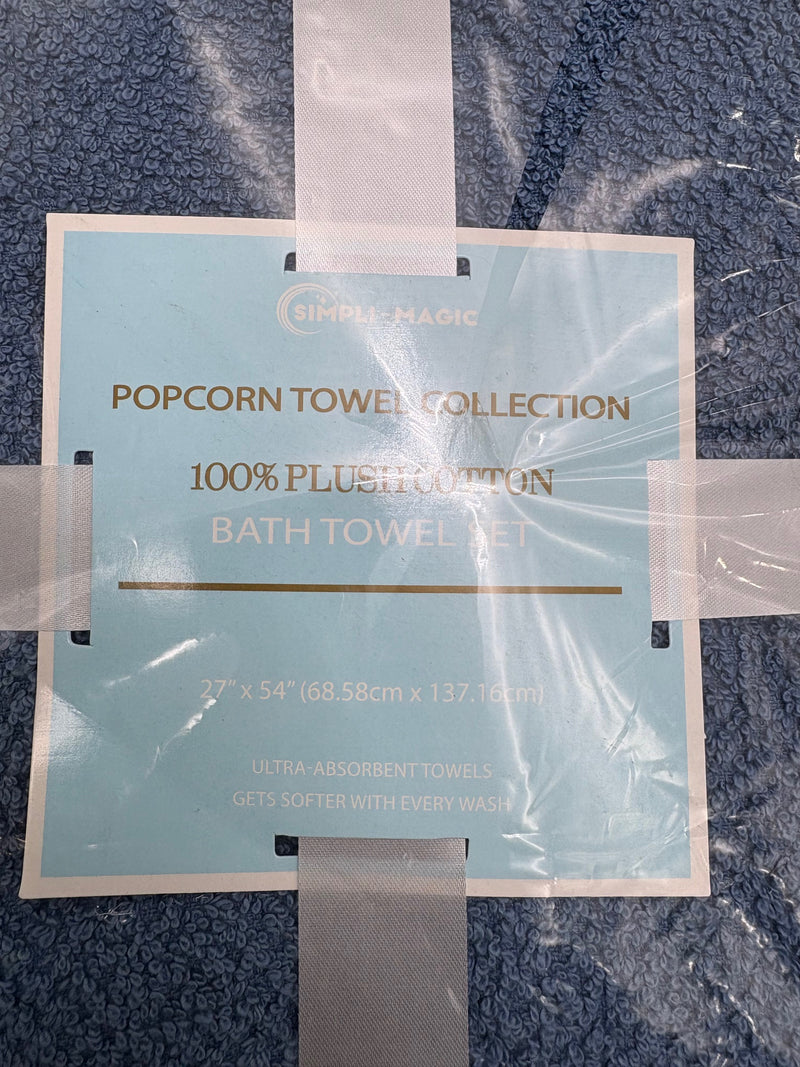 SIMPLI-MAGIC
POPCORN TOWEL COLLECTION
100% PLUSH COTTON
BATH TOWEL SET
27" x 54" (68.58cm x 137.16cm)
ULTRA-ABSORBENT TOWELS
GETS SOFTER WITH EVERY WASH